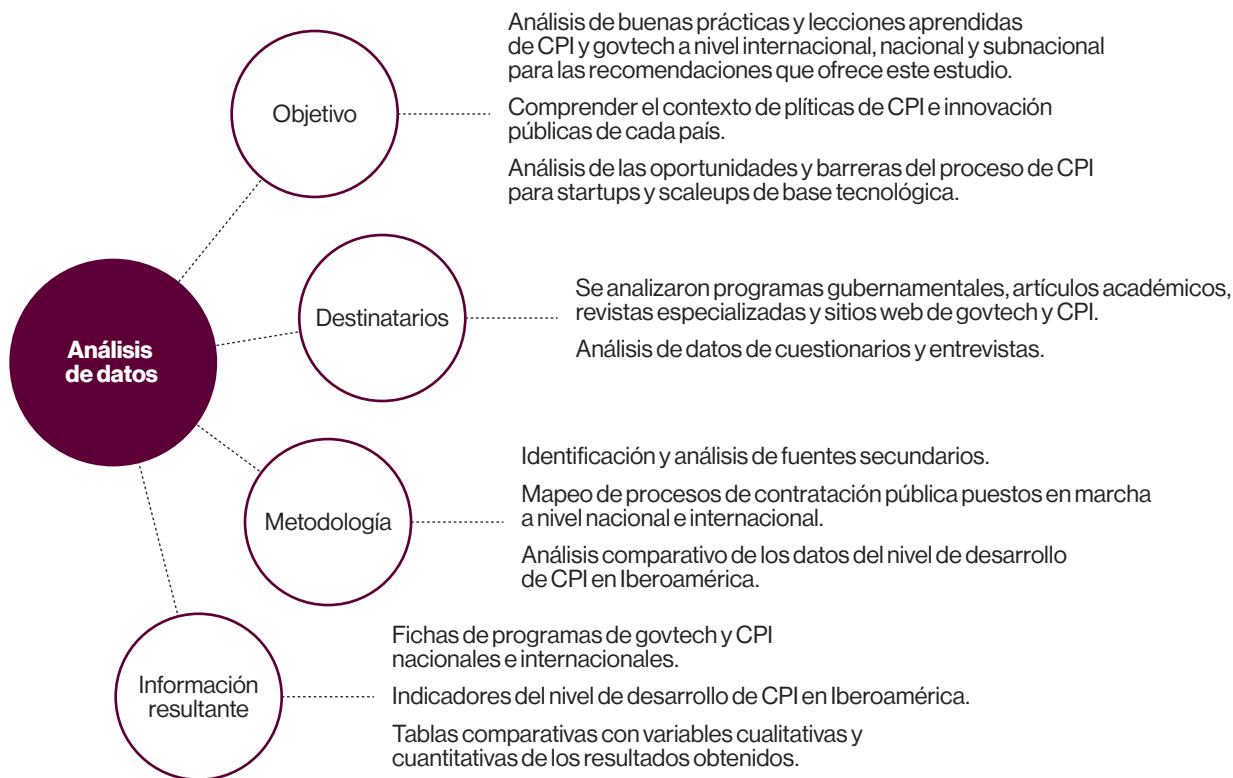 Análisis de buenas prácticas y lecciones aprendidas
de CPI y govtech a nivel internacional, nacional y subnacional
para las recomendaciones que ofrece este estudio.
Objetivo
Comprender el contexto de plíticas de CPI e innovación
públicas de cada país.
Análisis de las oportunidades y barreras del proceso de CPI
para startups y scaleups de base tecnológica.
Se analizaron programas gubernamentales, artículos académicos,
revistas especializadas y sitios web de govtech y CPI.
Destinatarios
Análisis de datos de cuestionarios y entrevistas.
Análisis
de datos
Identificación y análisis de fuentes secundarios.
Mapeo de procesos de contratación pública puestos en marcha
a nivel nacional e internacional.
Metodología
Análisis comparativo de los datos del nivel de desarrollo
de CPI en Iberoamérica.
Fichas de programas de govtech y CPI
nacionales e internacionales.
Información
resultante
Indicadores del nivel de desarrollo de CPI en Iberoamérica.
Tablas comparativas con variables cualitativas y
cuantitativas de los resultados obtenidos.